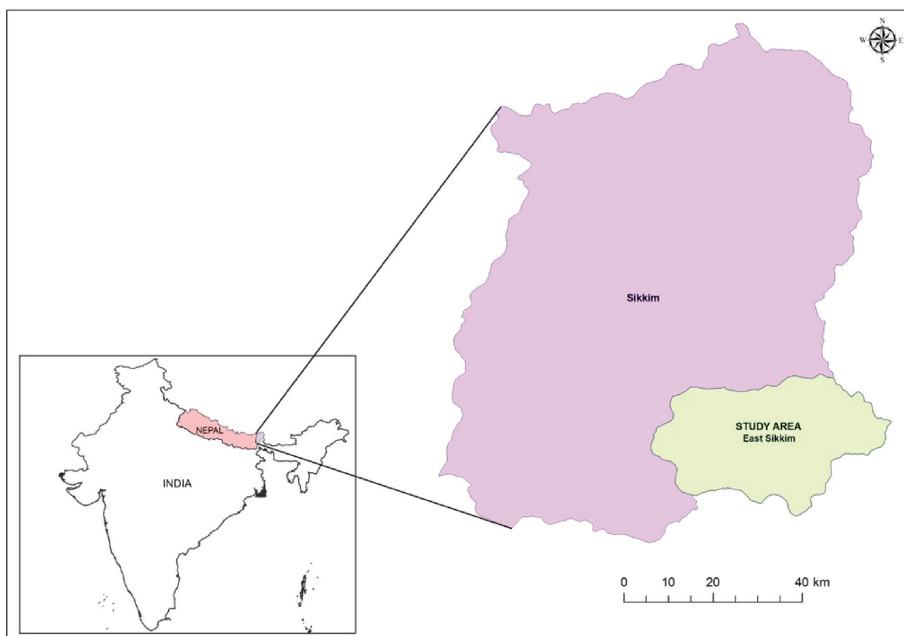 N
W E
S
Sikkim
STUDY AREA
East Sikkim
NEPAL
INDIA
0 10 20 40 km